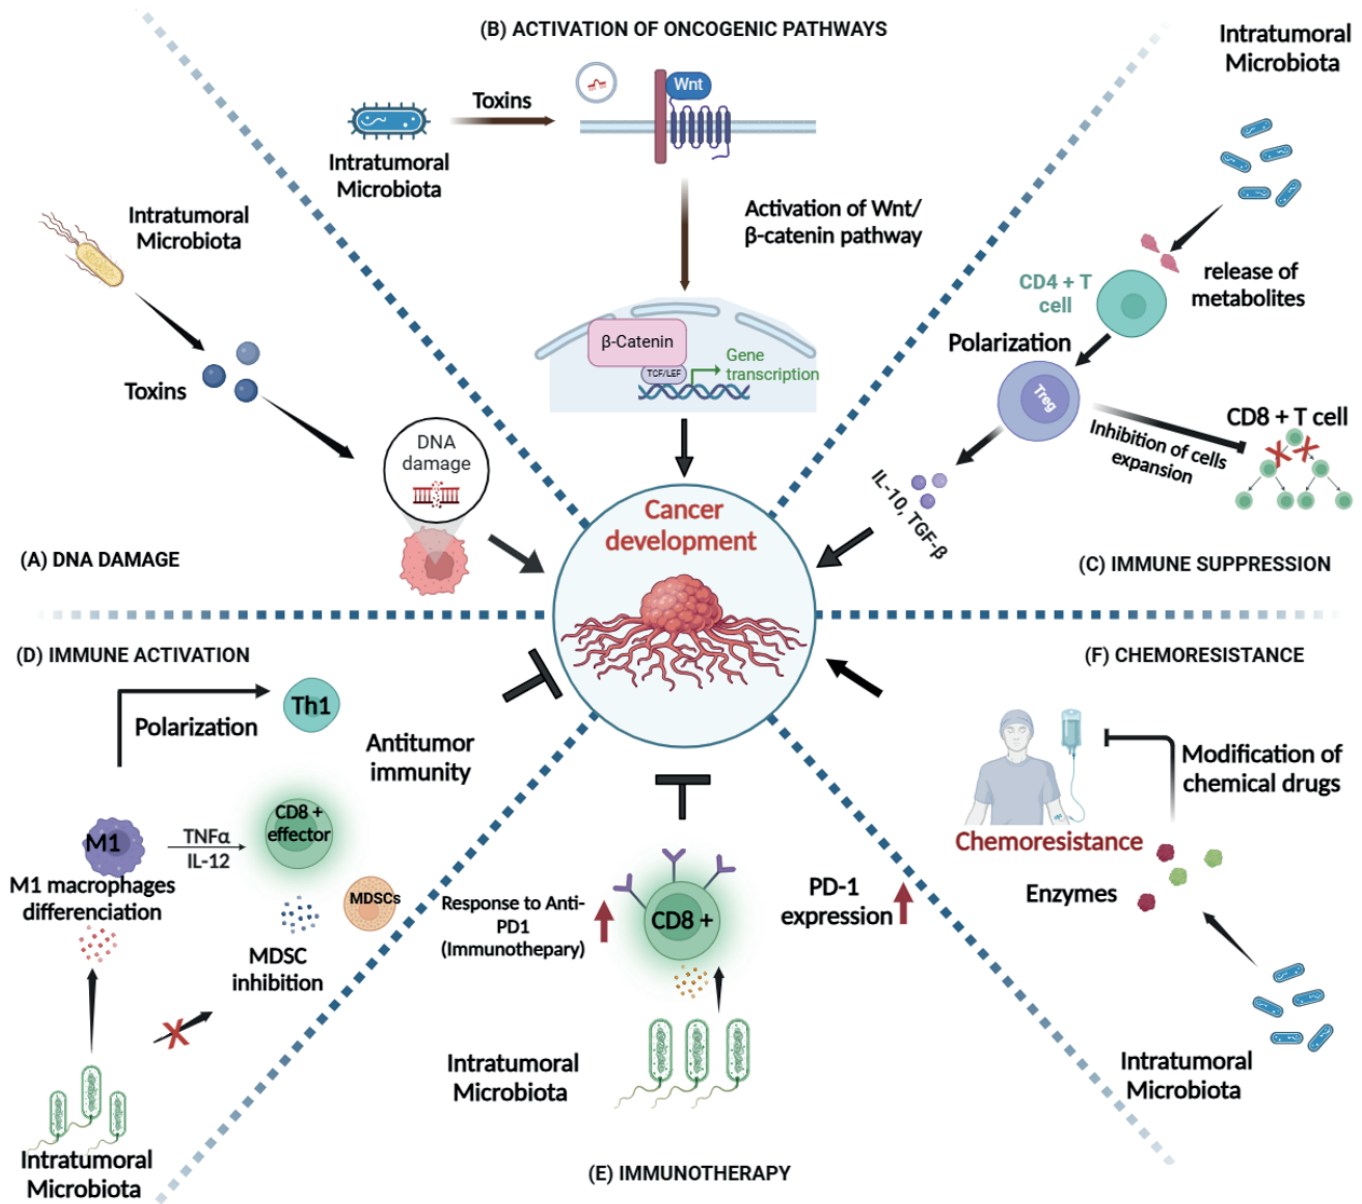 (B) ACTIVATION OF ONCOGENIC PATHWAYS
Intratumoral
Microbiota
Toxins
Wnt
Activation of Wnt/
β-catenin pathway
β-Catenin
TCF/LEF
Gene
transcription
Intratumoral
Microbiota
Toxins
DNA
damage
(A) DNA DAMAGE
Intratumoral
Microbiota
release of
metabolites
CD4 + T
cell
Polarization
Treg
Inhibition of cells
expansion
CD8 + T cell
IL-10, TGF-β
(C) IMMUNE SUPPRESSION
Cancer
development
(D) IMMUNE ACTIVATION
Polarization
Th1
Antitumor
immunity
M1
TNFα
IL-12
CD8 +
effector
M1 macrophages
differenciation
MDSCs
MDSC
inhibition
X
Intratumoral
Microbiota
Response to Anti-
PD1
(Immunothepary)
CD8 +
PD-1
expression
Intratumoral
Microbiota
(E) IMMUNOTHERAPY
(F) CHEMORESISTANCE
Modification of
chemical drugs
Chemoresistance
Enzymes
Intratumoral
Microbiota